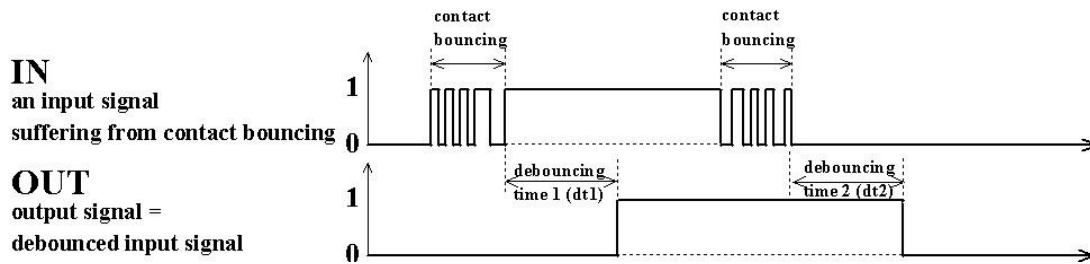 contact
bouncing
contact
bouncing
IN
an input signal
suffering from contact bouncing
1
0
debouncing
time 1 (dt1)
debouncing
time 2 (dt2)
OUT
output signal =
debounced input signal
1
0